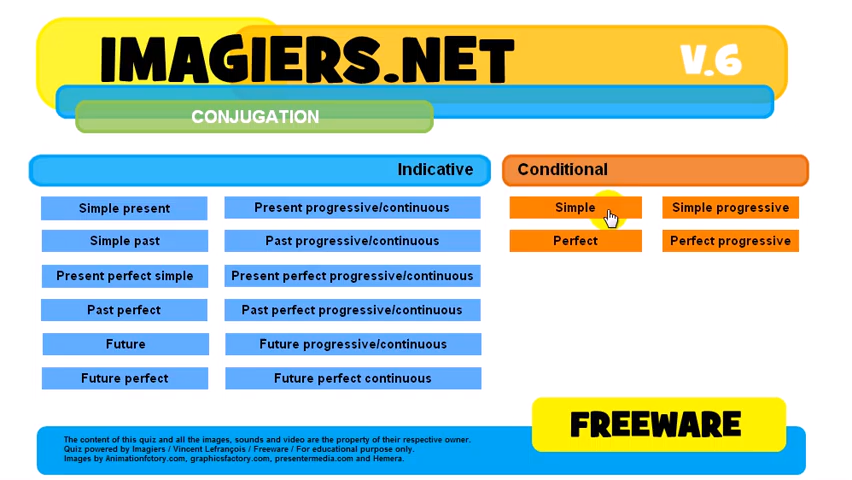 IMAGIERS.NET
V.6
CONJUGATION
Indicative
Conditional
Simple present
Present progressive/continuous
Simple
Simple progressive
Simple past
Past progressive/continuous
Perfect
Perfect progressive
Present perfect simple
Present perfect progressive/continuous
Past perfect
Past perfect progressive/continuous
Future
Future progressive/continuous
Future perfect
Future perfect continuous
FREEWARE
The content of this quiz and all the images, sounds and video are the property of their respective owner.
Quiz powered by Imagiers / Vincent Lefrançois / Freeware / For educational purpose only.
Images by Animationfctory.com, graphicsfactory.com, presentermedia.com and Hemera.